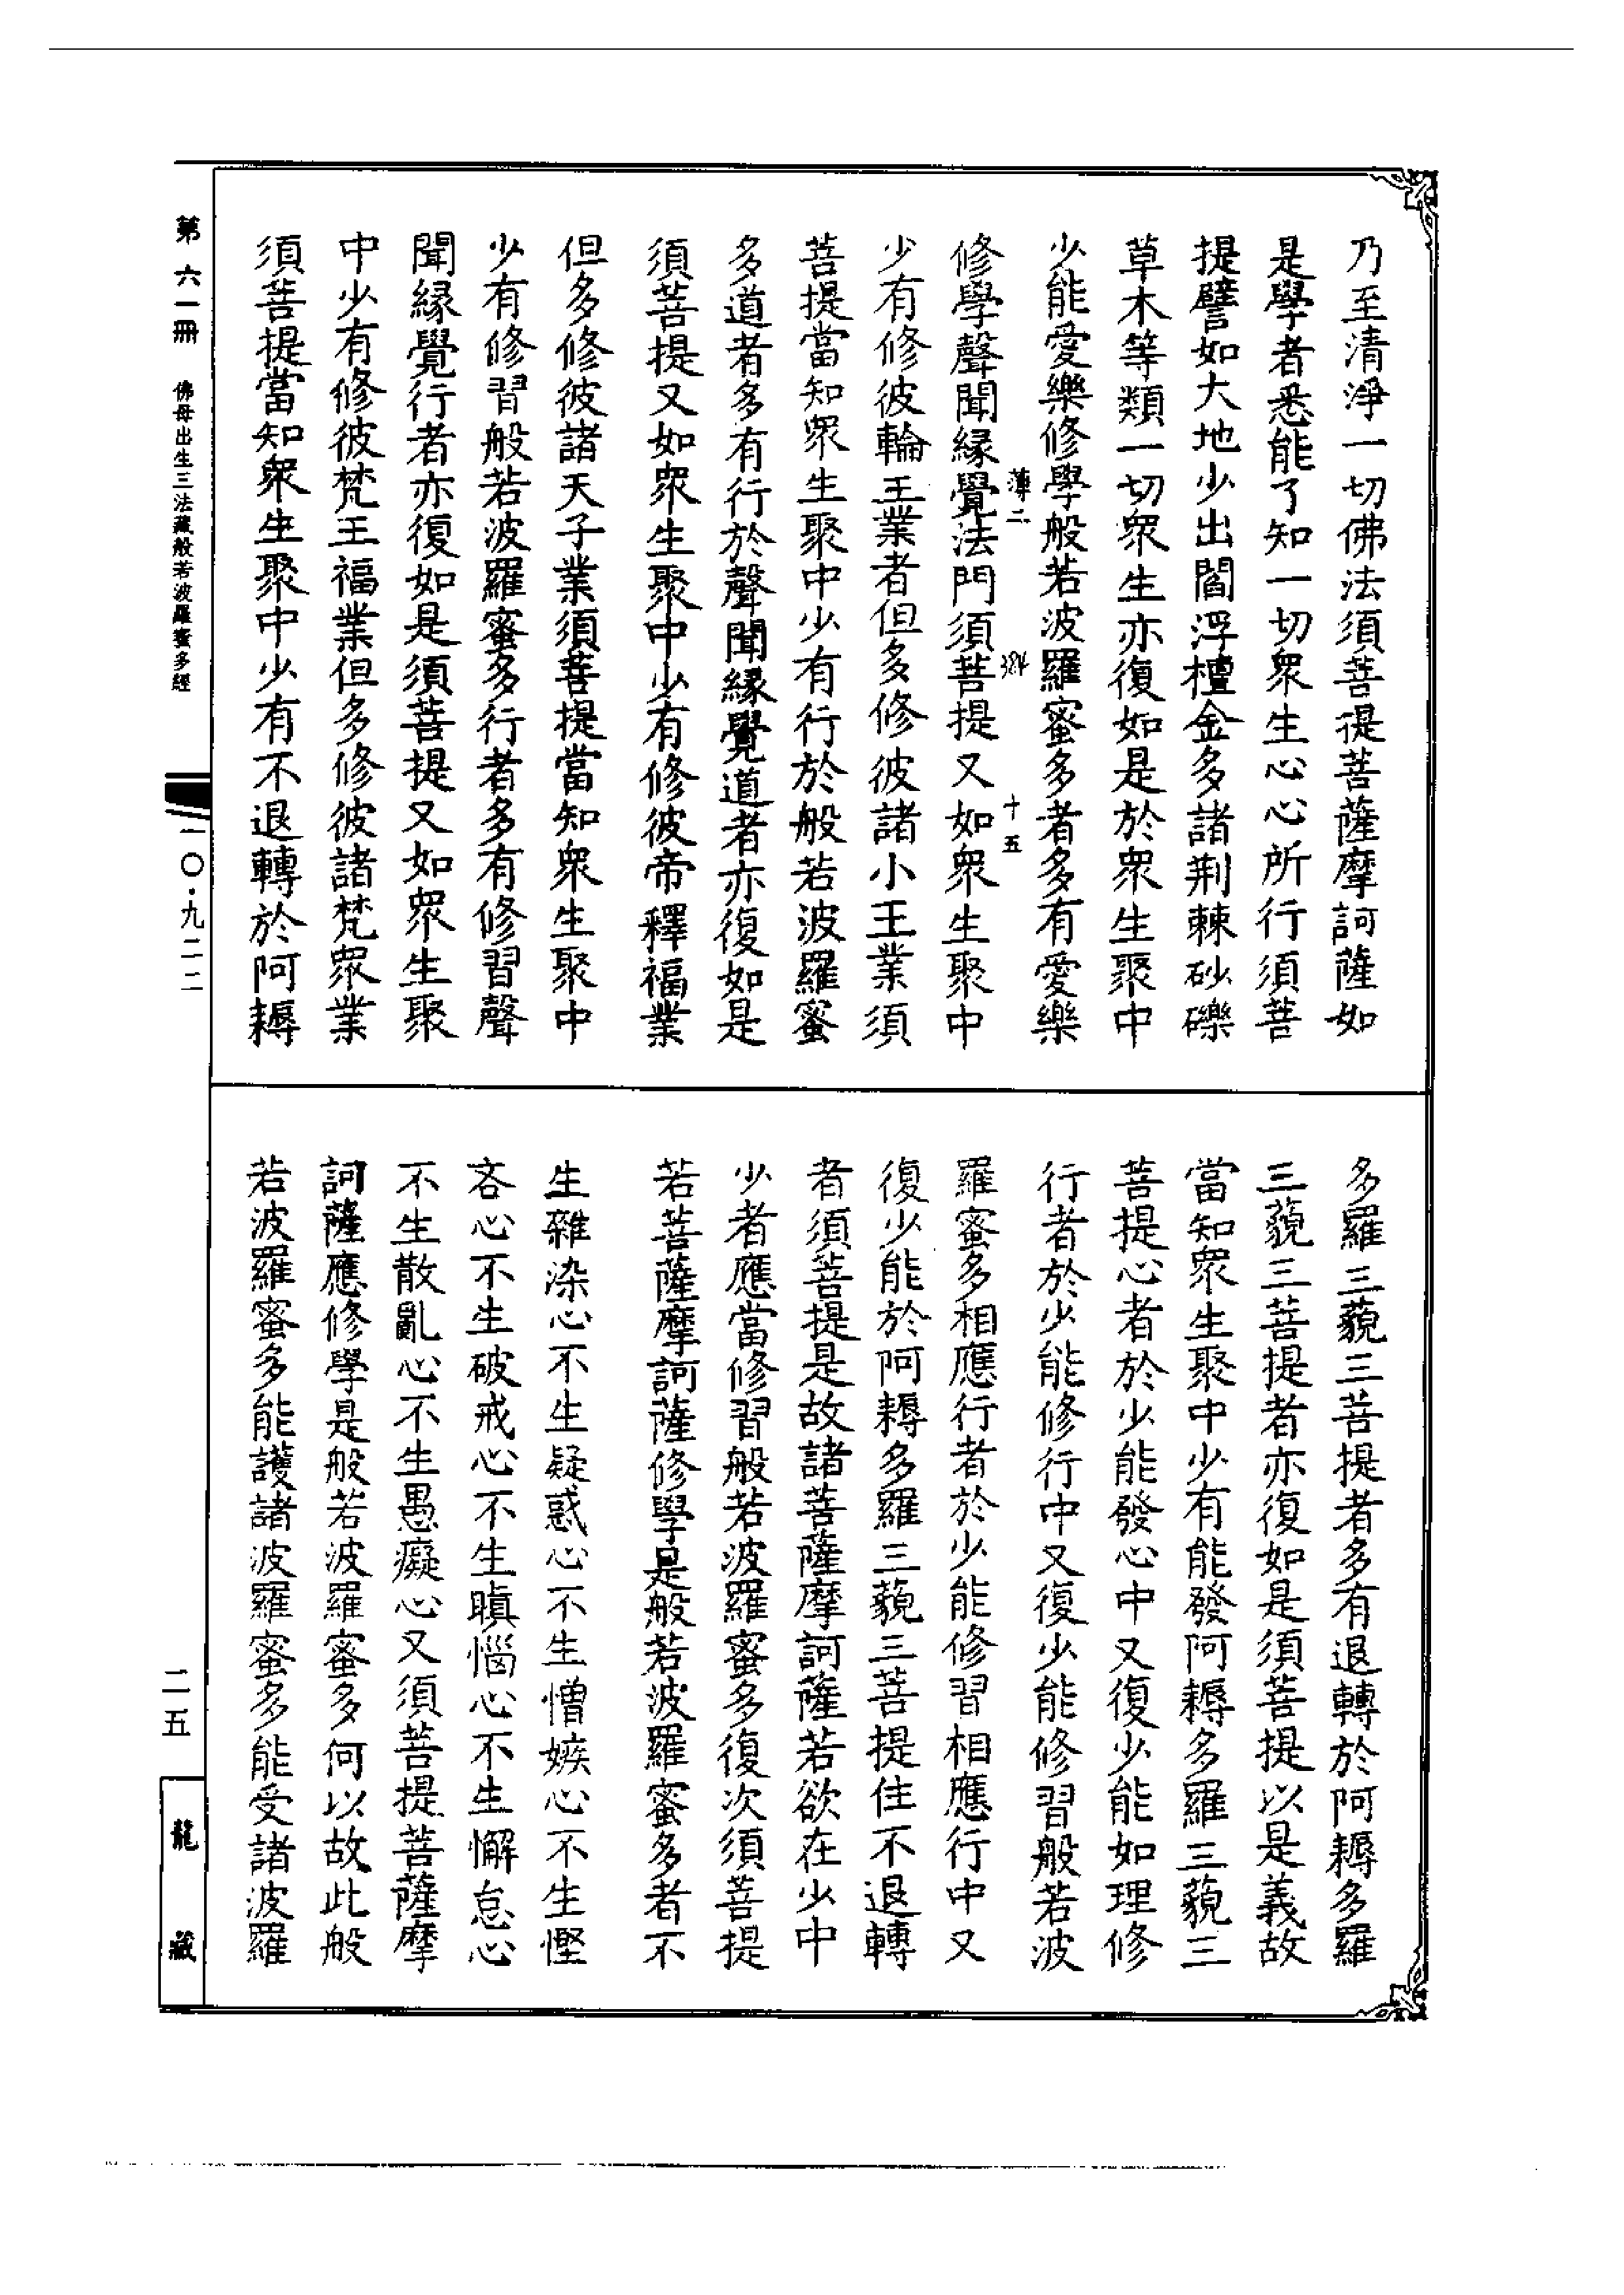 乃至清淨一切佛法須菩提菩薩摩訶薩如
是學者悉能了知一切衆生心心所行須菩
提譬如大地少出閻浮檀金多諸荆棘砂礫
草木等類一切衆生亦復如是於衆生聚中
少能愛樂修學般若波羅蜜多者多有愛樂
薄二
十五
修學聲聞緣覺法門須菩提又如衆生聚中
少有修彼輪王業者但多修彼諸小王業須
菩提當知衆生聚中少有行於般若波羅蜜
多道者多有行於聲聞緣覺道者亦復如是
須菩提又如衆生聚中少有修彼帝釋福業
但多修彼諸天子業須菩提當知衆生聚中
少有修習般若波羅蜜多行者多有修習聲
聞緣覺行者亦復如是須菩提又如衆生聚
中少有修彼梵王福業但多修彼諸梵衆業
須菩提當知衆生聚中少有不退轉於阿耨
多羅三藐三菩提者多有退轉於阿耨多羅
三藐三菩提者亦復如是須菩提以是義故
當知衆生聚中少有能發阿耨多羅三藐三
菩提心者於少能發心中又復少能如理修
行者於少能修行中又復少能修習般若波
羅蜜多相應行者於少能修習相應行中又
復少能於阿耨多羅三藐三菩提住不退轉
者須菩提是故諸菩薩摩訶薩若欲在少中
少者應當修習般若波羅蜜多復次須菩提
若菩薩摩訶薩修學是般若波羅蜜多者不
生雜染心不生疑惑心不生憎嫉心不生慳
吝心不生破戒心不生瞋惱心不生懈怠心
不生散亂心不生愚癡心又須菩提菩薩摩
訶薩應修學是般若波羅蜜多何以故此般
若波羅蜜多能護諸波羅蜜多能受諸波羅
第六一冊 佛母出生三法藏般若波羅蜜多經
一〇·九二二
二五
龍藏